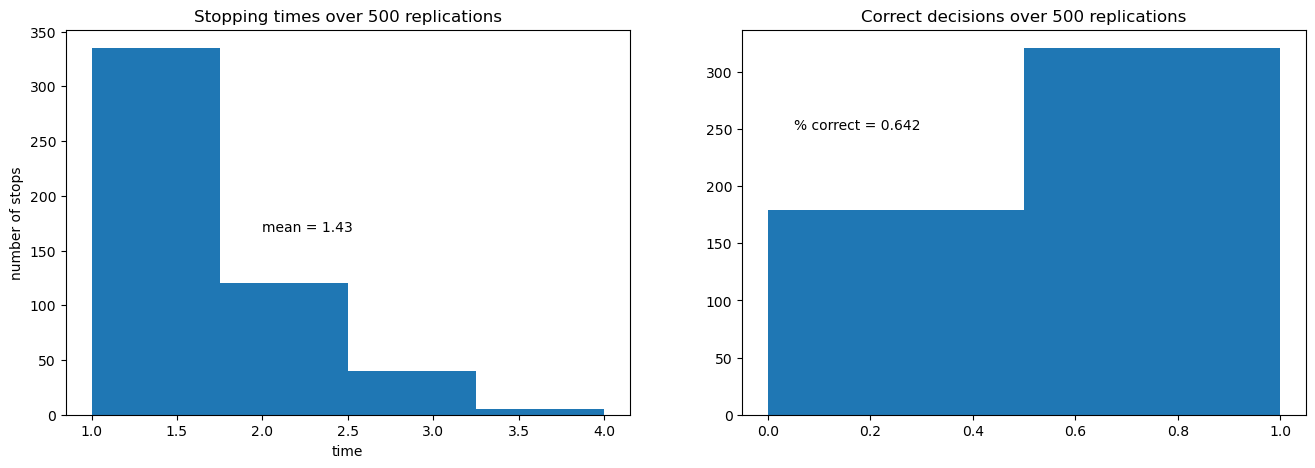 Stopping times over 500 replications
350
300
250
200
150
100
50
0
number of stops
mean = 1.43
1.0 1.5 2.0 2.5 3.0 3.5 4.0
time
Correct decisions over 500 replications
300
250
200
150
100
50
0
% correct = 0.642
0.0 0.2 0.4 0.6 0.8 1.0